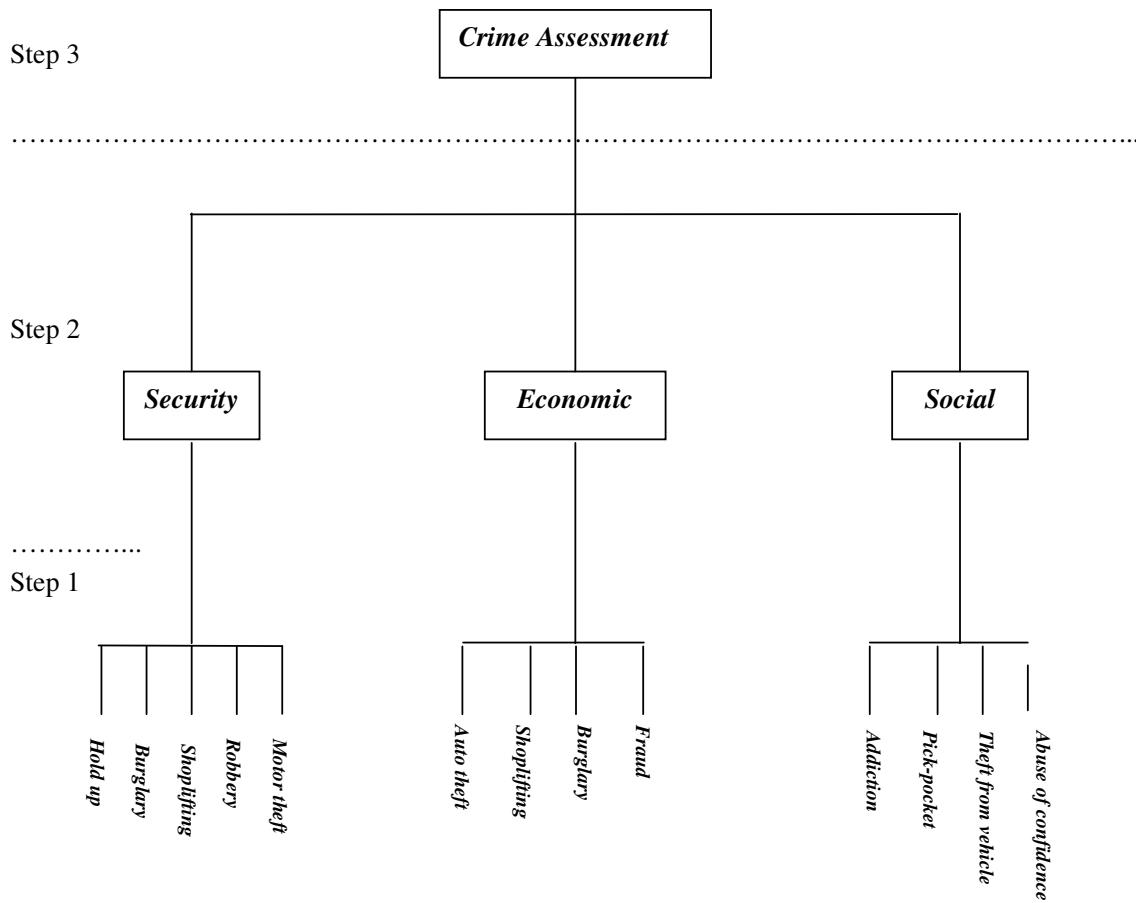 Crime Assessment
Step 3
……………………………………………………………………………………………………………………...
Step 2
Security
Economic
Social
…………...
Step 1
Hold up
Burglary
Shoplifting
Robbery
Motor theft
Auto theft
Shoplifting
Burglary
Fraud
Addiction
Pick-pocket
Theft from vehicle
Abuse of confidence